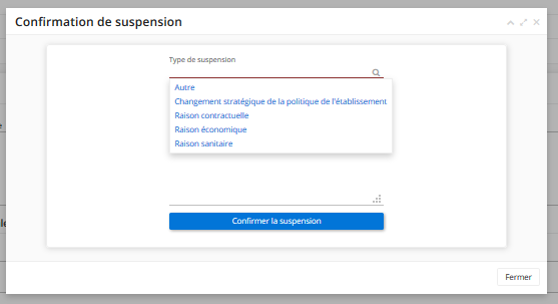 Confirmation de suspension
Type de suspension
Autre
Changement stratégique de la politique de l'établissement
Raison contractuelle
Raison économique
Raison sanitaire
Confirmer la suspension
Fermer